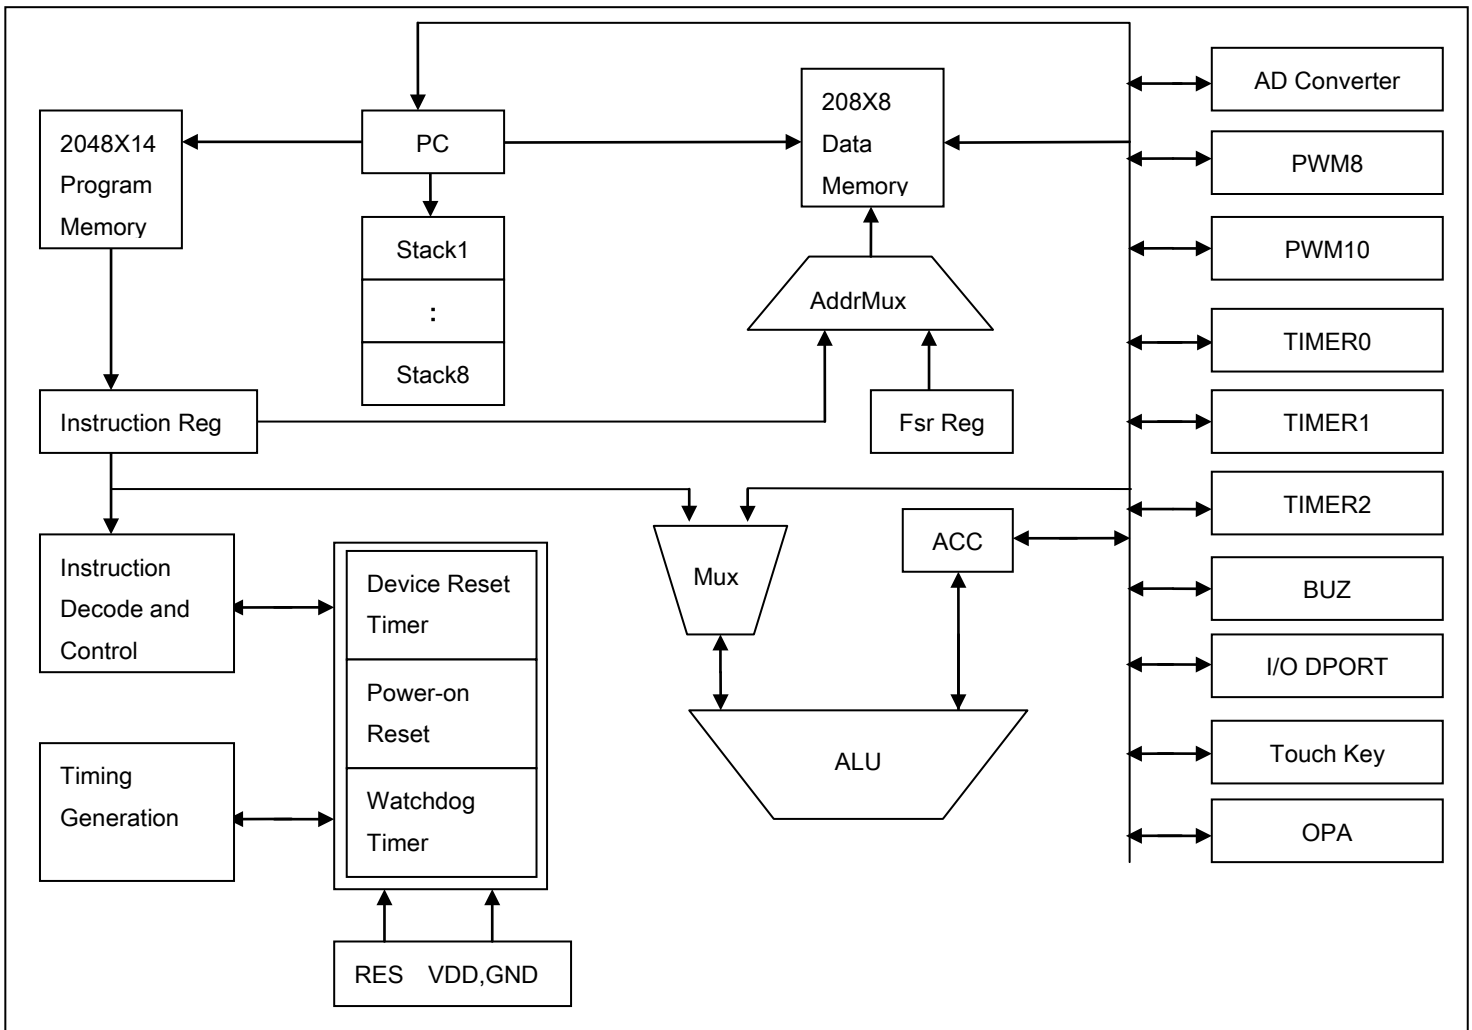 2048X14
Program
Memory
PC
Stack1
:
Stack8
208X8
Data
Memory
AddrMux
Instruction Reg
Fsr Reg
Instruction
Decode and
Control
Device Reset
Timer
Power-on
Reset
Watchdog
Timer
Timing
Generation
RES VDD,GND
Mux
ACC
ALU
AD Converter
PWM8
PWM10
TIMER0
TIMER1
TIMER2
BUZ
I/O DPORT
Touch Key
OPA